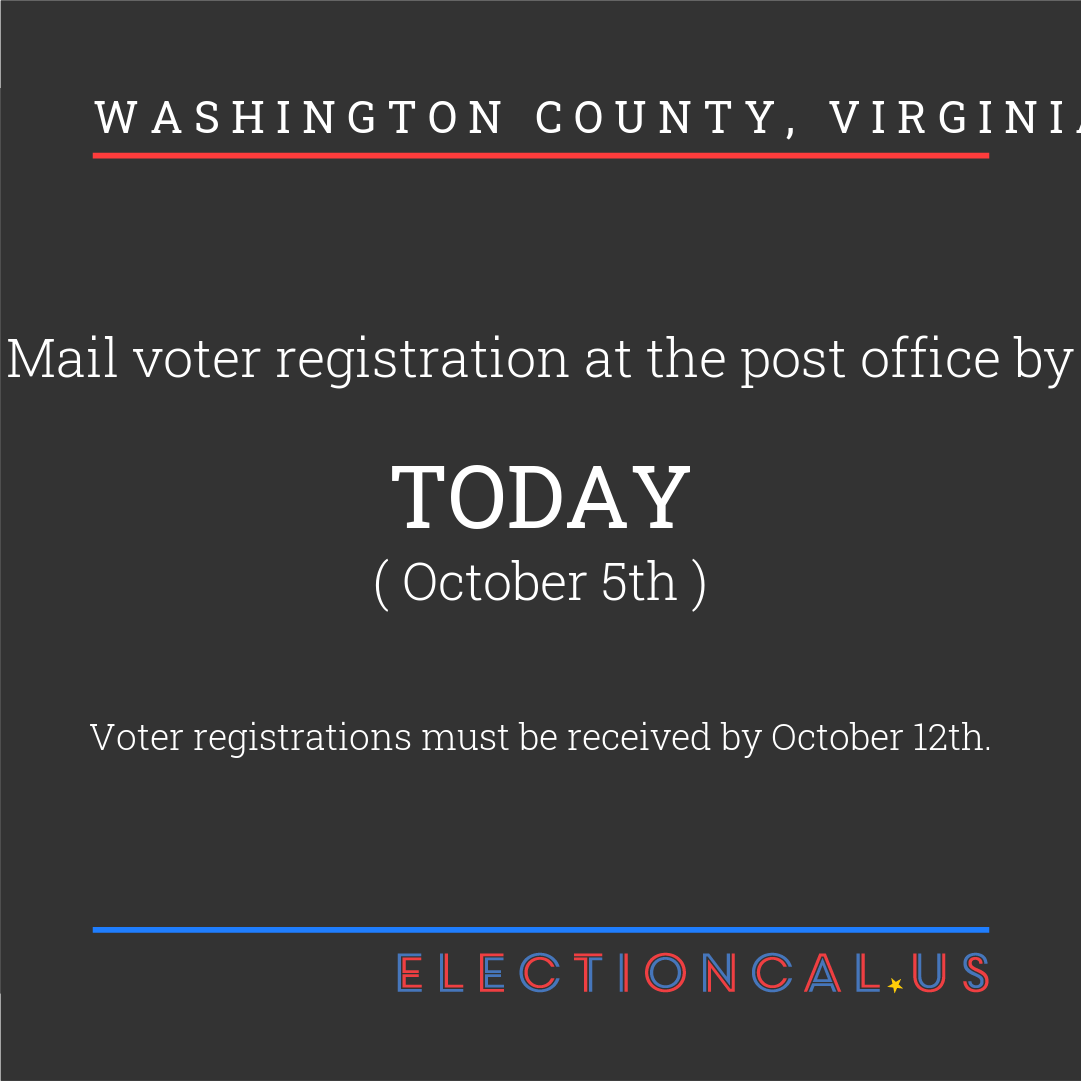 WASHINGTON COUNTY, VIRGINIA
Mail voter registration at the post office by
TODAY
( October 5th )
Voter registrations must be received by October 12th.
ELECTIONCAL.US